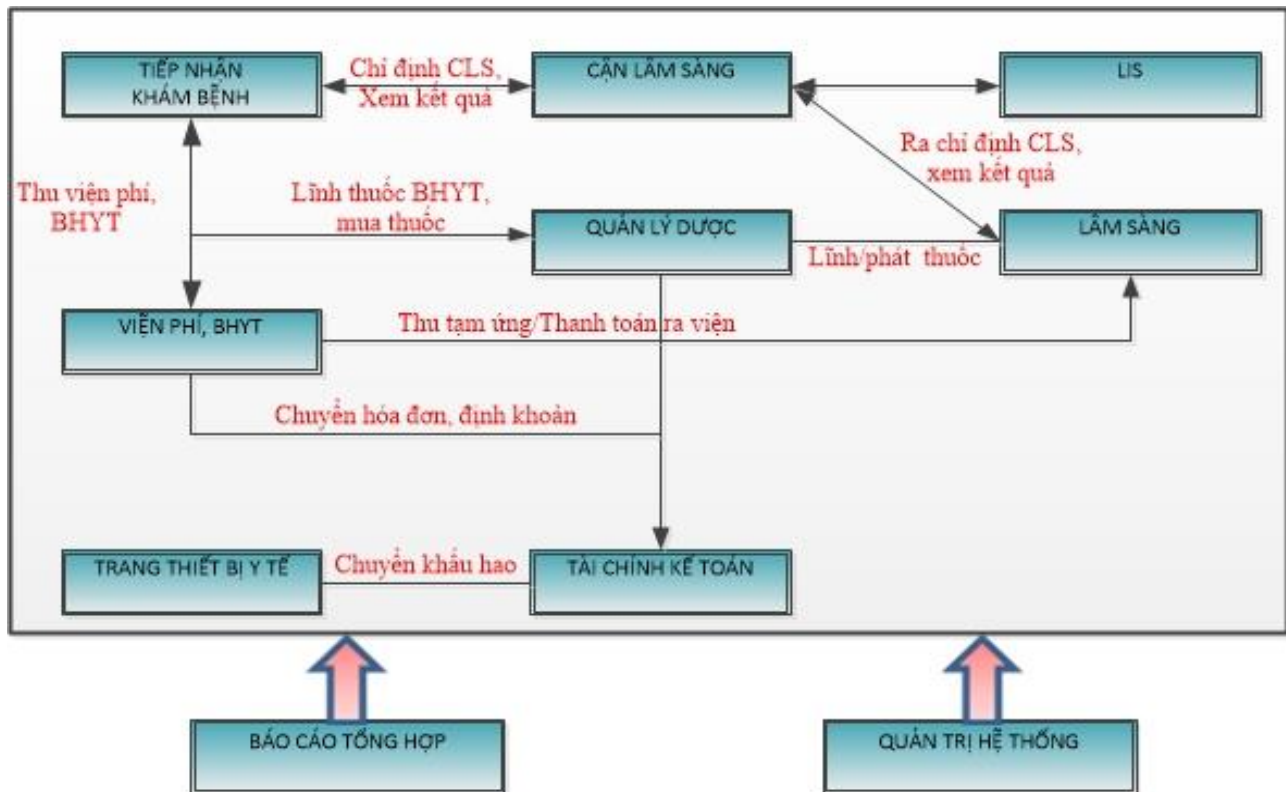 TIẾP NHẬN
KHÁM BỆNH
Chỉ định CLS,
Xem kết quả
CẬN LÂM SÀNG
LIS
Ra chỉ định CLS,
xem kết quả
Thu viện phí,
BHYT
Lĩnh thuốc BHYT,
mua thuốc
QUẢN LÝ DƯỢC
Lĩnh/phát thuốc
LÂM SÀNG
VIỆN PHÍ, BHYT
Thu tạm ứng/Thanh toán ra viện
Chuyển hóa đơn, định khoản
TRANG THIẾT BỊ Y TẾ
Chuyển khấu hao
TÀI CHÍNH KẾ TOÁN
BÁO CÁO TỔNG HỢP
QUẢN TRỊ HỆ THỐNG